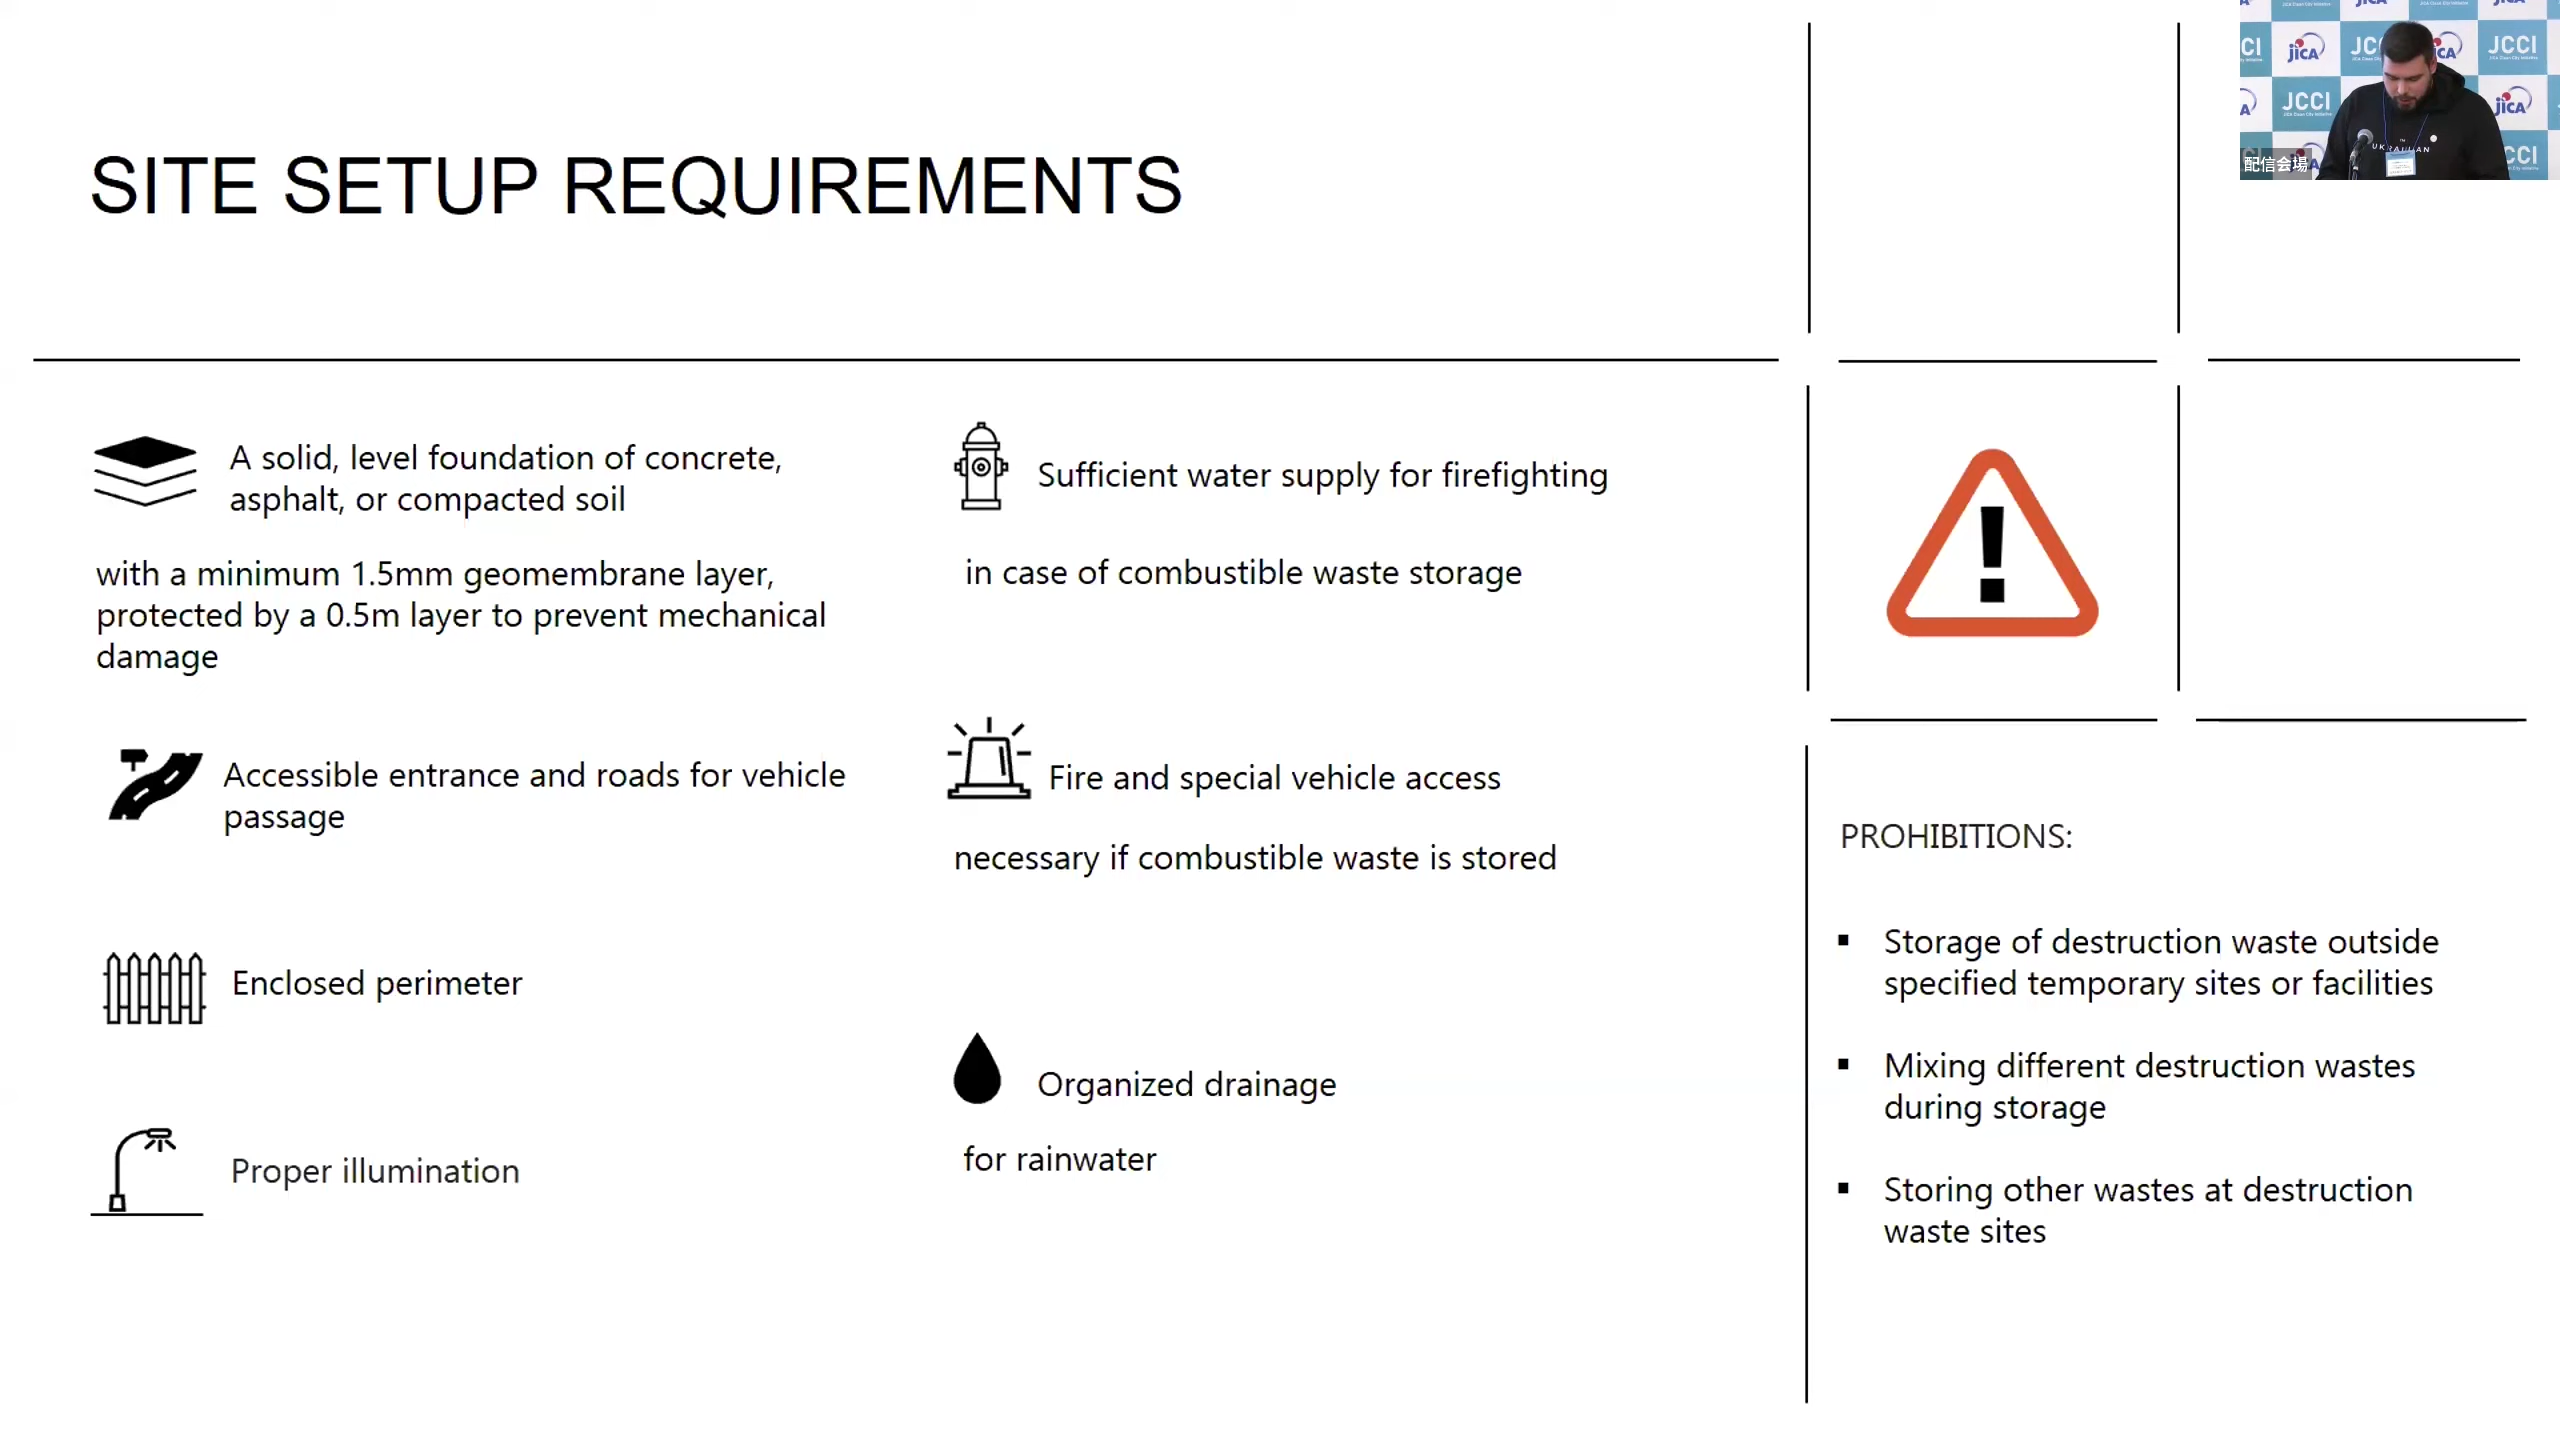 SITE SETUP REQUIREMENTS
A solid, level foundation of concrete,
asphalt, or compacted soil
with a minimum 1.5mm geomembrane layer,
protected by a 0.5m layer to prevent mechanical
damage
Accessible entrance and roads for vehicle
passage
Enclosed perimeter
Proper illumination
Sufficient water supply for firefighting
in case of combustible waste storage
Fire and special vehicle access
necessary if combustible waste is stored
Organized drainage
for rainwater
PROHIBITIONS:
▪ Storage of destruction waste outside
specified temporary sites or facilities
▪ Mixing different destruction wastes
during storage
▪ Storing other wastes at destruction
waste sites
JICA
JCCI
JCCI
JICA
配信会場